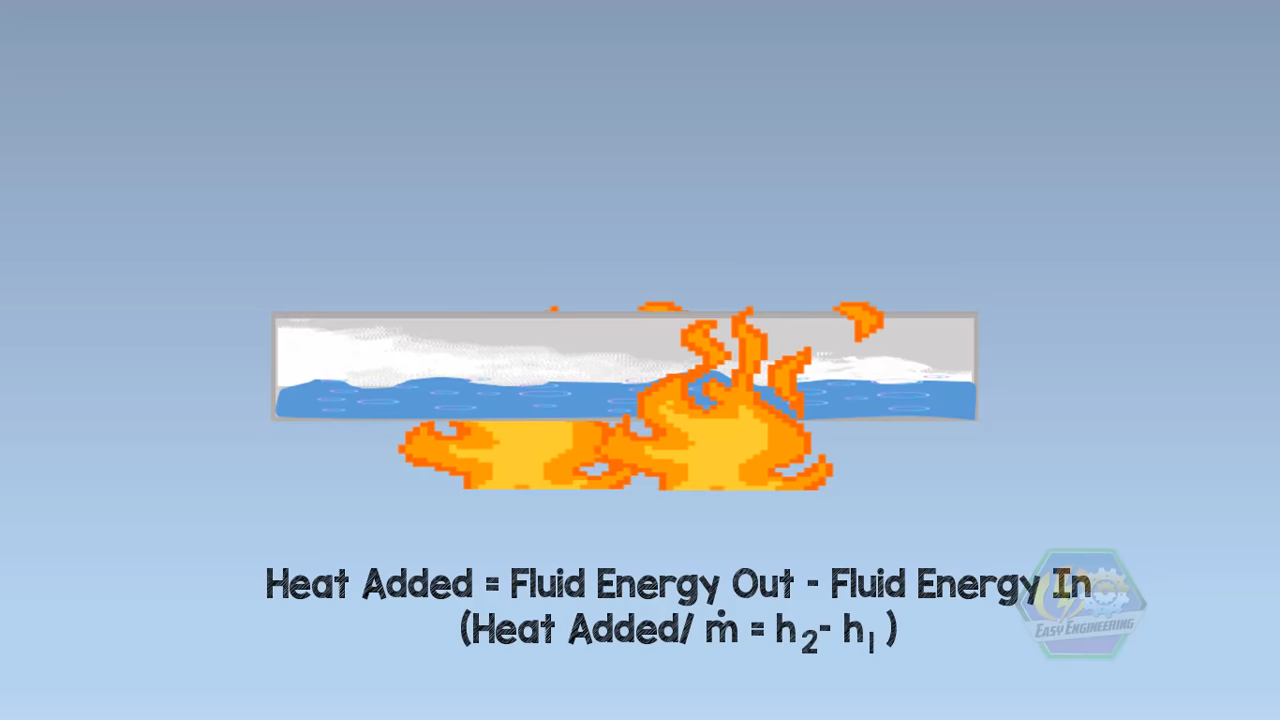 Heat Added = Fluid Energy Out - Fluid Energy In
(Heat Added/ ṁ = h₂- h₁ )
EASY ENGINEERING